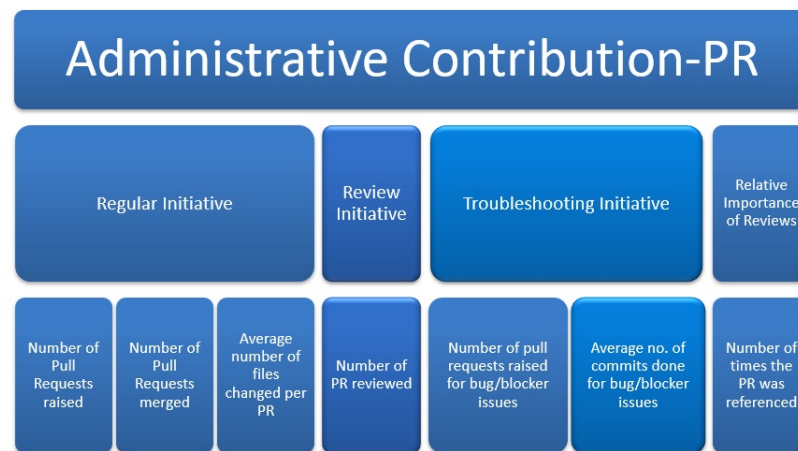 Administrative Contribution-PR
Regular Initiative
Review
Initiative
Troubleshooting Initiative
Relative
Importance
of Reviews
Number of
Pull
Requests
raised
Number of
Pull
Requests
merged
Average
number of
files
changed per
PR
Number of
PR reviewed
Number of pull
requests raised
for bug/blocker
issues
Average no. of
commits done
for bug/blocker
issues
Number of
times the
PR was
referenced